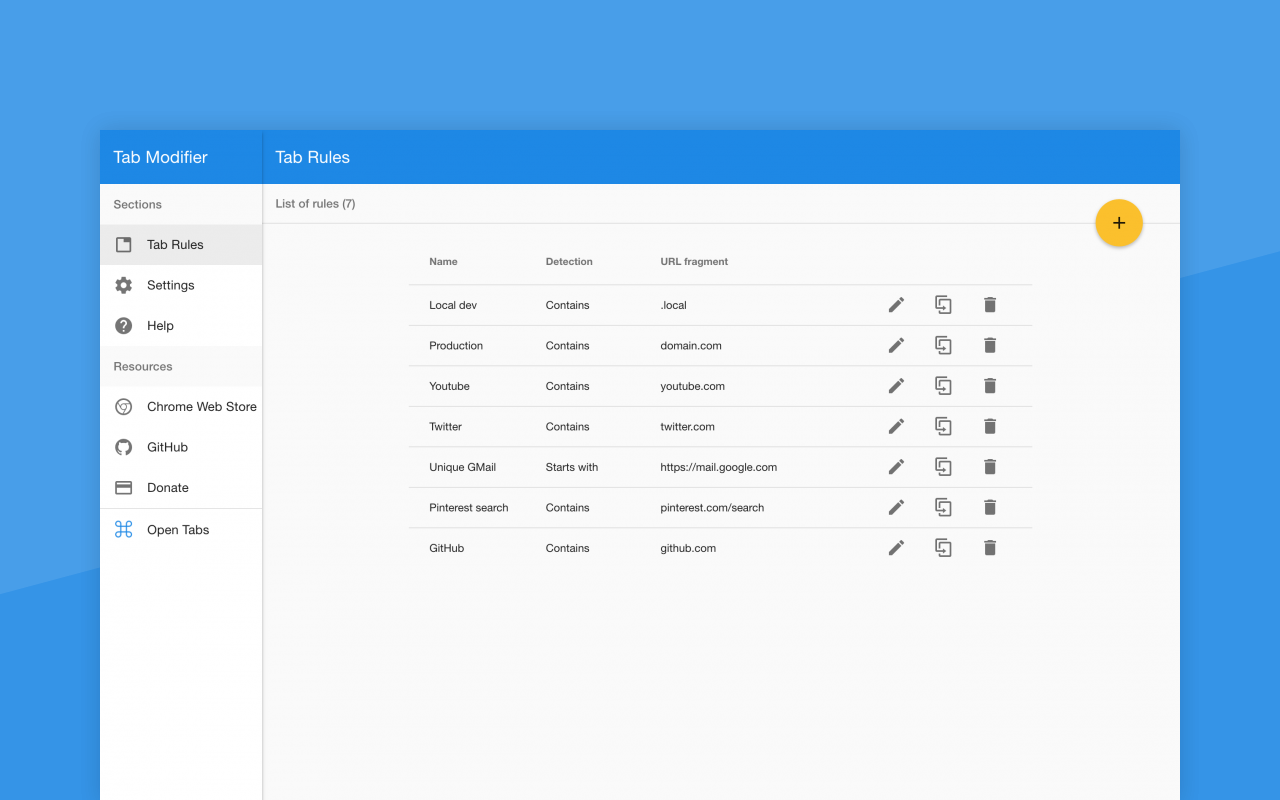 Tab Modifier
Tab Rules
Sections
List of rules (7)
Tab Rules
Settings
Help
Resources
Chrome Web Store
GitHub
Donate
Open Tabs
Name Detection URL fragment
Local dev Contains .local
Production Contains domain.com
Youtube Contains youtube.com
Twitter Contains twitter.com
Unique GMail Starts with https://mail.google.com
Pinterest search Contains pinterest.com/search
GitHub Contains github.com